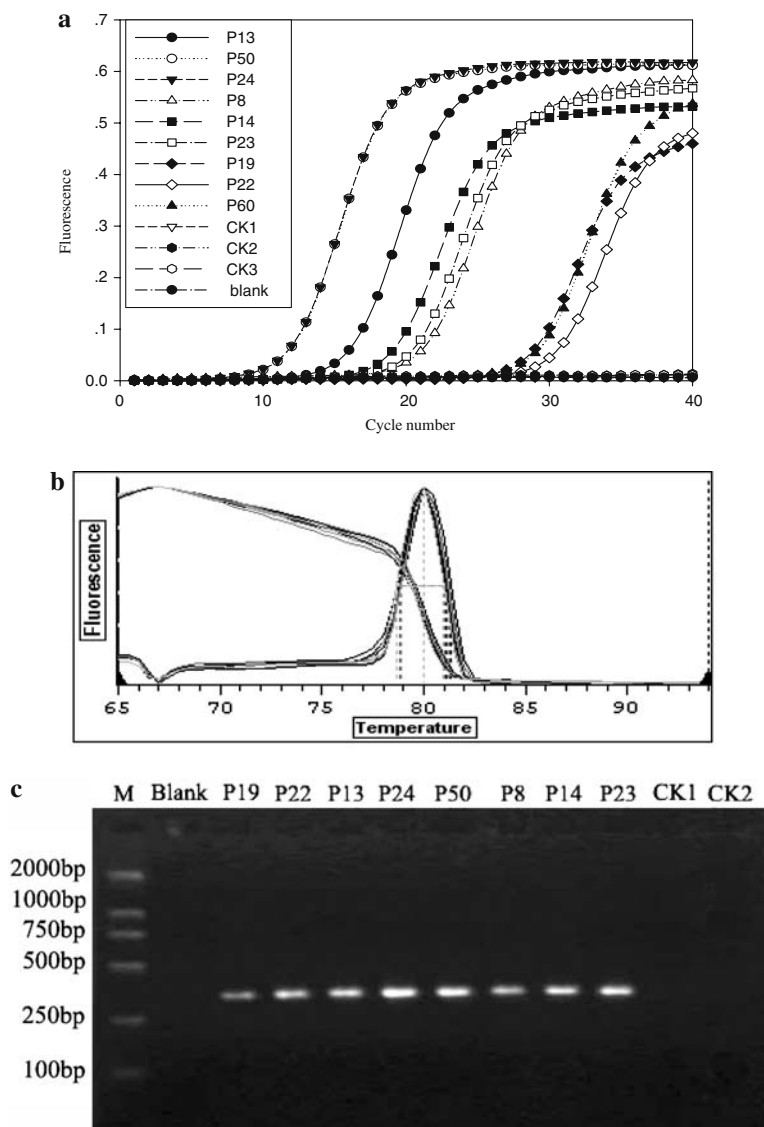 a
.7
.6
.5
.4
.3
.2
.1
0.0
Fluorescence
P13
P50
P24
P8
P14
P23
P19
P22
P60
CK1
CK2
CK3
blank
10 20 30 40
Cycle number
b
Fluorescence
65 70 75 80 85 90
Temperature
c
M Blank P19 P22 P13 P24 P50 P8 P14 P23 CK1 CK2
2000bp
1000bp
750bp
500bp
250bp
100bp